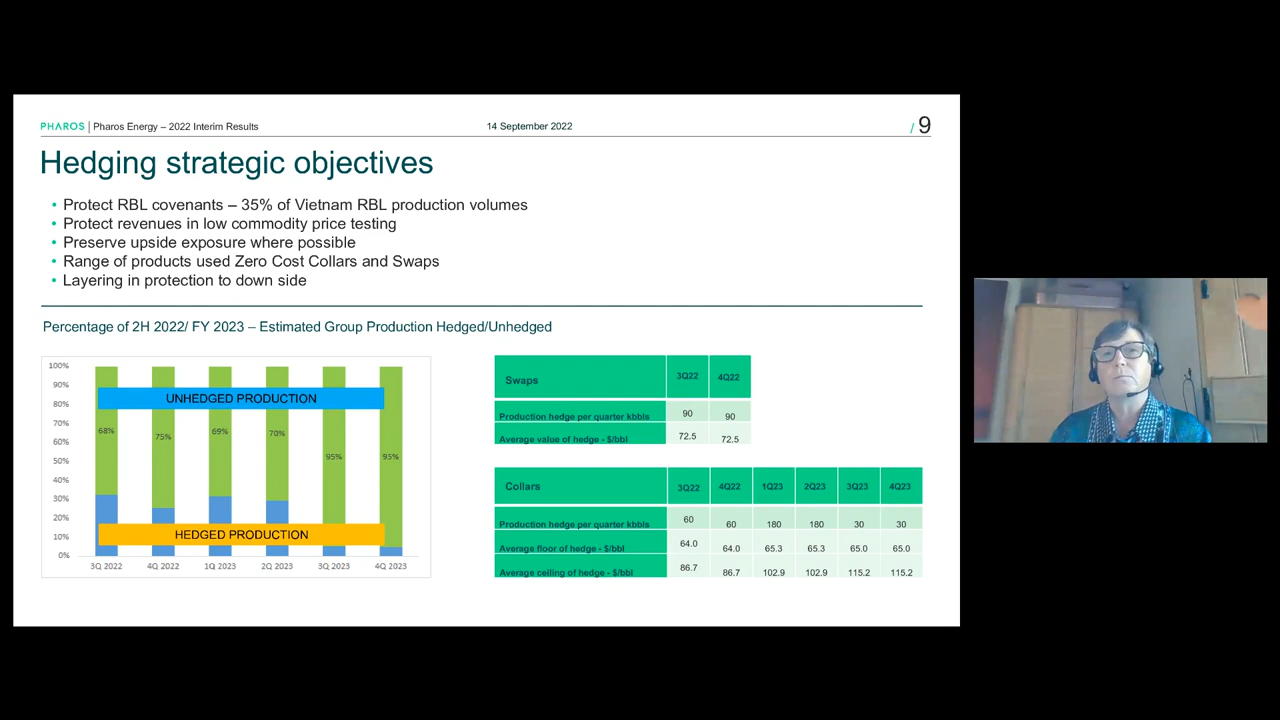 PHAROS | Pharos Energy – 2022 Interim Results 14 September 2022 / 9
Hedging strategic objectives
• Protect RBL covenants – 35% of Vietnam RBL production volumes
• Protect revenues in low commodity price testing
• Preserve upside exposure where possible
• Range of products used Zero Cost Collars and Swaps
• Layering in protection to down side
Percentage of 2H 2022/ FY 2023 – Estimated Group Production Hedged/Unhedged
100%
90%
80%
70%
60%
50%
40%
30%
20%
10%
0%
UNHEDGED PRODUCTION
68% 75% 69% 70% 95% 95%
HEDGED PRODUCTION
3Q 2022 4Q 2022 1Q 2023 2Q 2023 3Q 2023 4Q 2023
Swaps 3Q22 4Q22
Production hedge per quarter kbbls 90 90
Average value of hedge - $/bbl 72.5 72.5
Collars 3Q22 4Q22 1Q23 2Q23 3Q23 4Q23
Production hedge per quarter kbbls 60 60 180 180 30 30
Average floor of hedge - $/bbl 64.0 64.0 65.3 65.3 65.0 65.0
Average ceiling of hedge - $/bbl 86.7 86.7 102.9 102.9 115.2 115.2